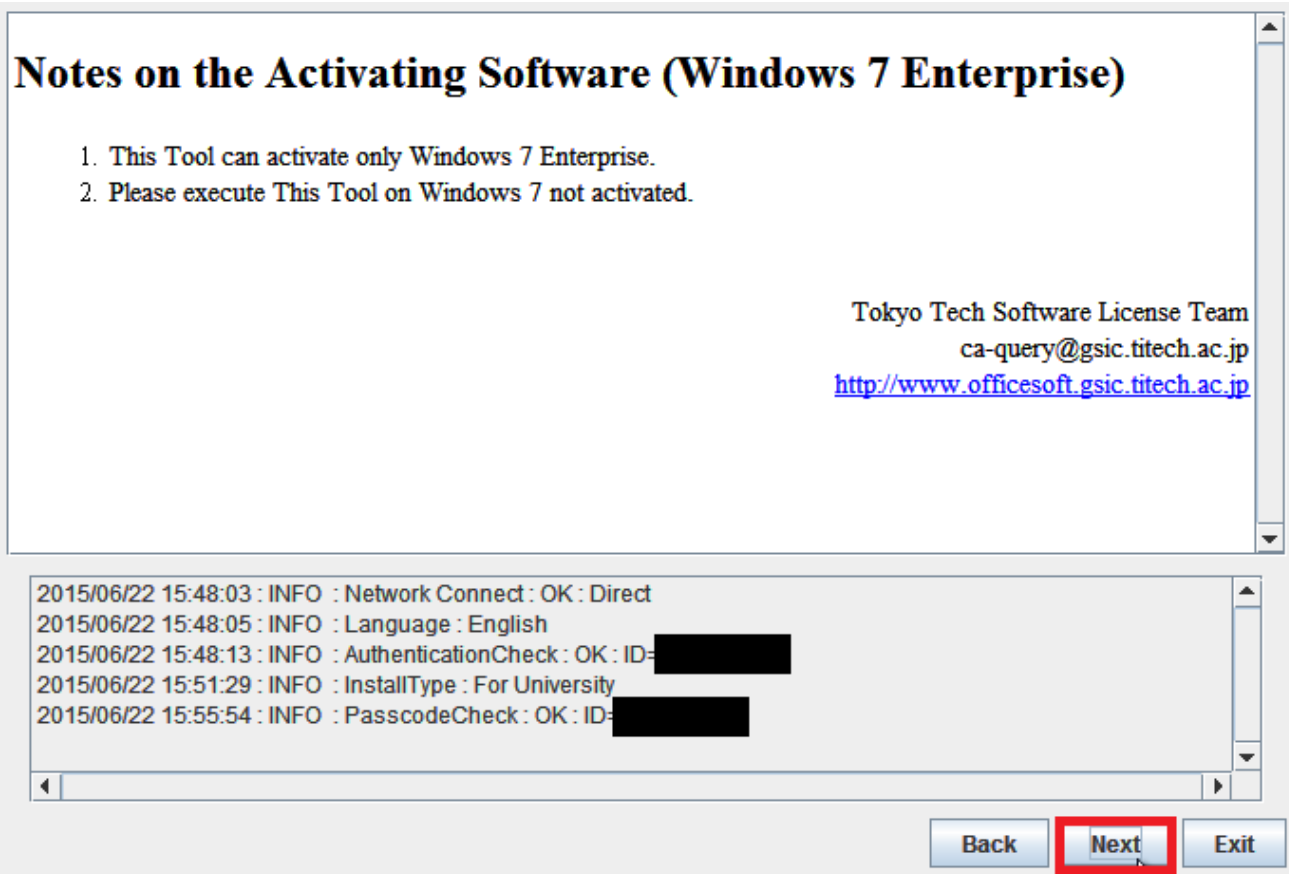 Notes on the Activating Software (Windows 7 Enterprise)
1. This Tool can activate only Windows 7 Enterprise.
2. Please execute This Tool on Windows 7 not activated.
Tokyo Tech Software License Team
ca-query@gsic.titech.ac.jp
http://www.officesoft.gsic.titech.ac.jp
2015/06/22 15:48:03 : INFO : Network Connect : OK : Direct
2015/06/22 15:48:05 : INFO : Language : English
2015/06/22 15:48:13 : INFO : AuthenticationCheck : OK : ID=
2015/06/22 15:51:29 : INFO : InstallType : For University
2015/06/22 15:55:54 : INFO : PasscodeCheck : OK : ID=
Back Next Exit